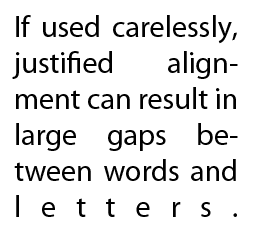 If used carelessly,
justified align-
ment can result in
large gaps be-
tween words and
letters.